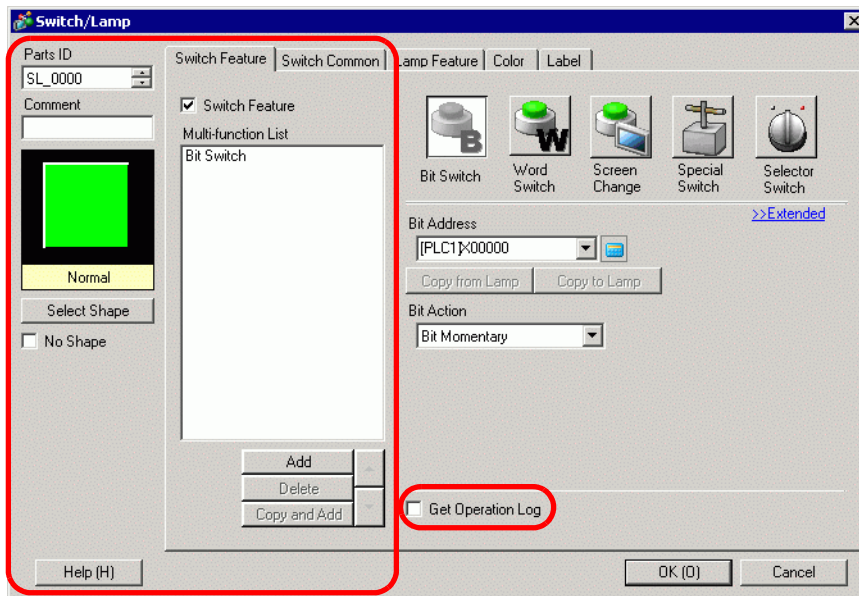 Switch/Lamp
Parts ID
SL_0000
Comment
Normal
Select Shape
No Shape
Help (H)
Switch Feature Switch Common Lamp Feature Color Label
Switch Feature
Multi-function List
Bit Switch
Add
Delete
Copy and Add
B
W
Bit Switch
Word Switch
Screen Change
Special Switch
Selector Switch
>>Extended
Bit Address
[PLC1]X00000
Copy from Lamp Copy to Lamp
Bit Action
Bit Momentary
Get Operation Log
OK (O) Cancel